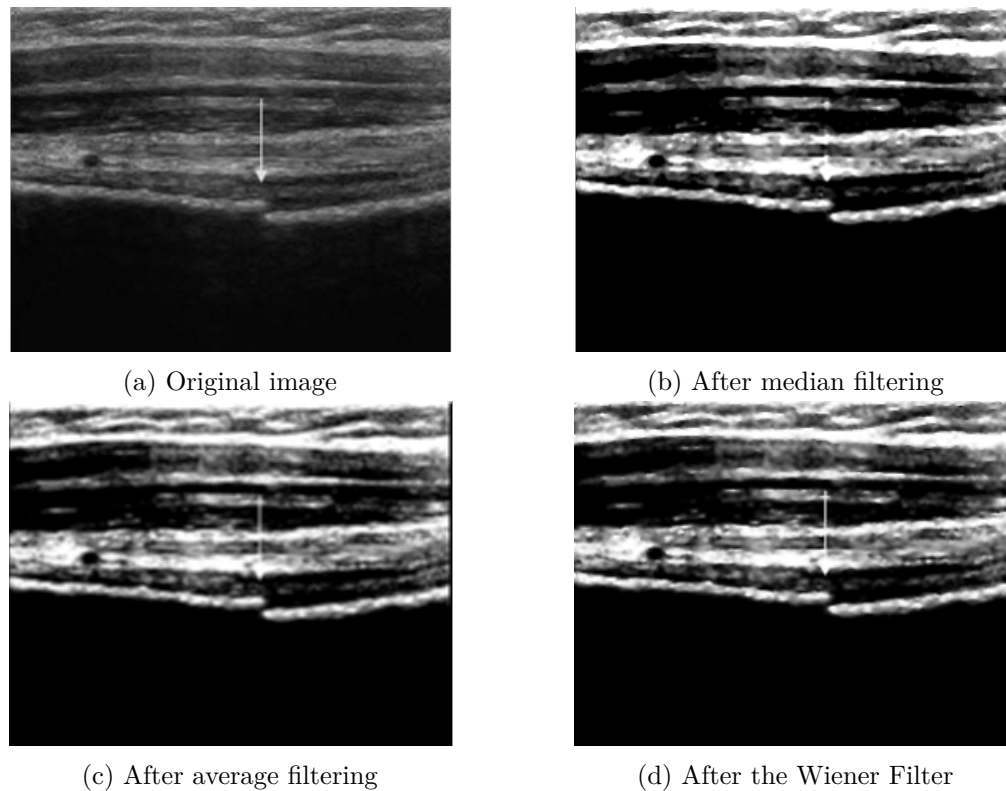 (a) Original image
(b) After median filtering
(c) After average filtering
(d) After the Wiener Filter